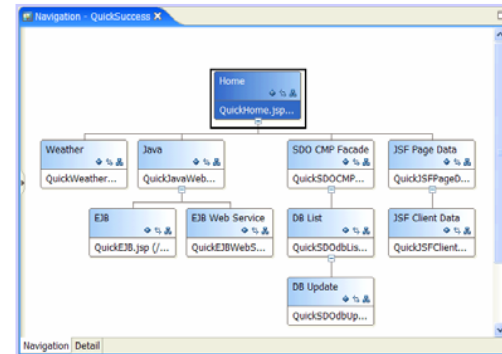 Navigation - QuickSuccess
Home
QuickHome.jsp...
Weather
QuickWeather...
Java
QuickJavaWeb...
SDO CMP Facade
QuickSDOCMP...
JSF Page Data
QuickJSFPageD...
EJB
QuickEJB.jsp (/...
EJB Web Service
QuickEJBWebS...
DB List
QuickSDOdbLis...
JSF Client Data
QuickJSFClient...
DB Update
QuickSDOdbUp...
Navigation Detail